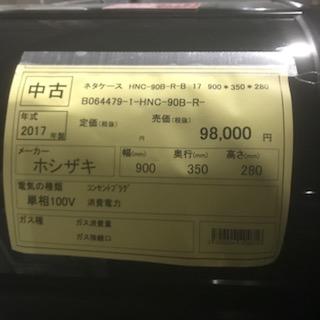 中古 ネタケース HNC-90B-R-B 17 900*350*280
B064479-1-HNC-90B-R-
年式 定価(税抜) 売価(税抜)
2017 年製 円 98,000 円
メーカー 幅(mm) 奥行(mm) 高さ(mm)
ホシザキ 900 350 280
電気の種類 コンセントプラグ
単相100V 消費電力
ガス種 ガス消費量
ガス接続口